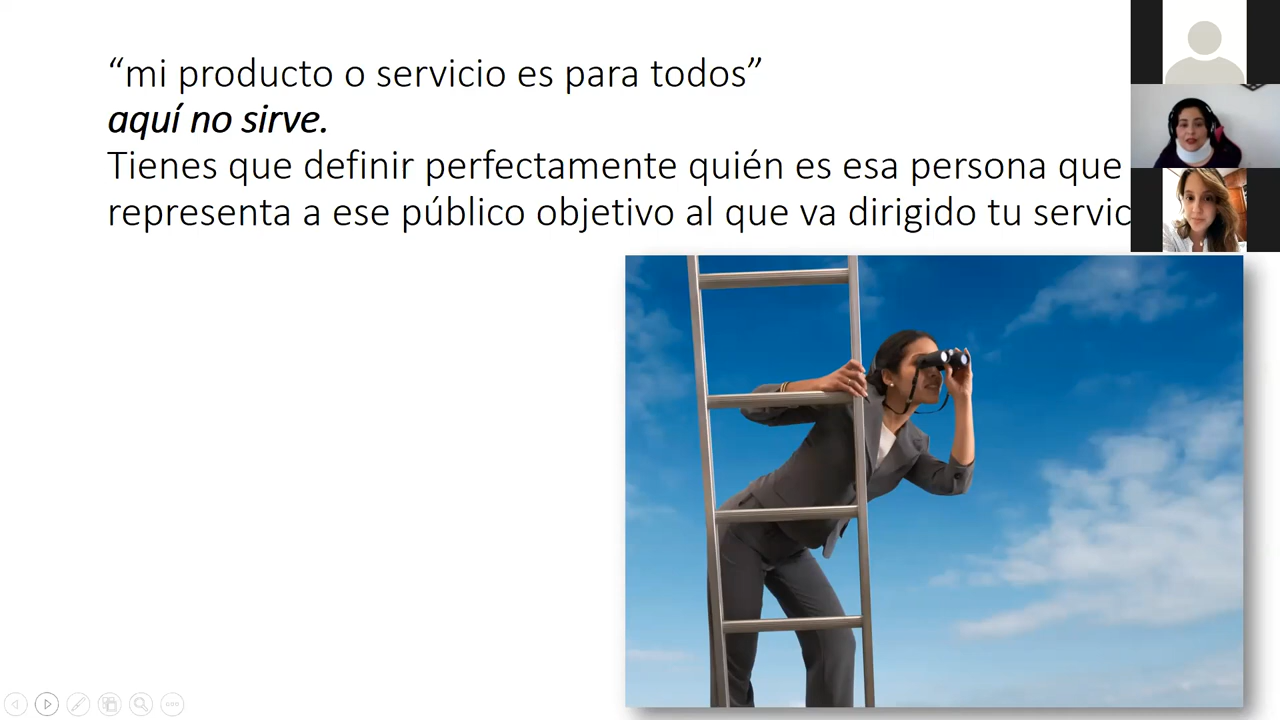 “mi producto o servicio es para todos”
aquí no sirve.
Tienes que definir perfectamente quién es esa persona que
representa a ese público objetivo al que va dirigido tu